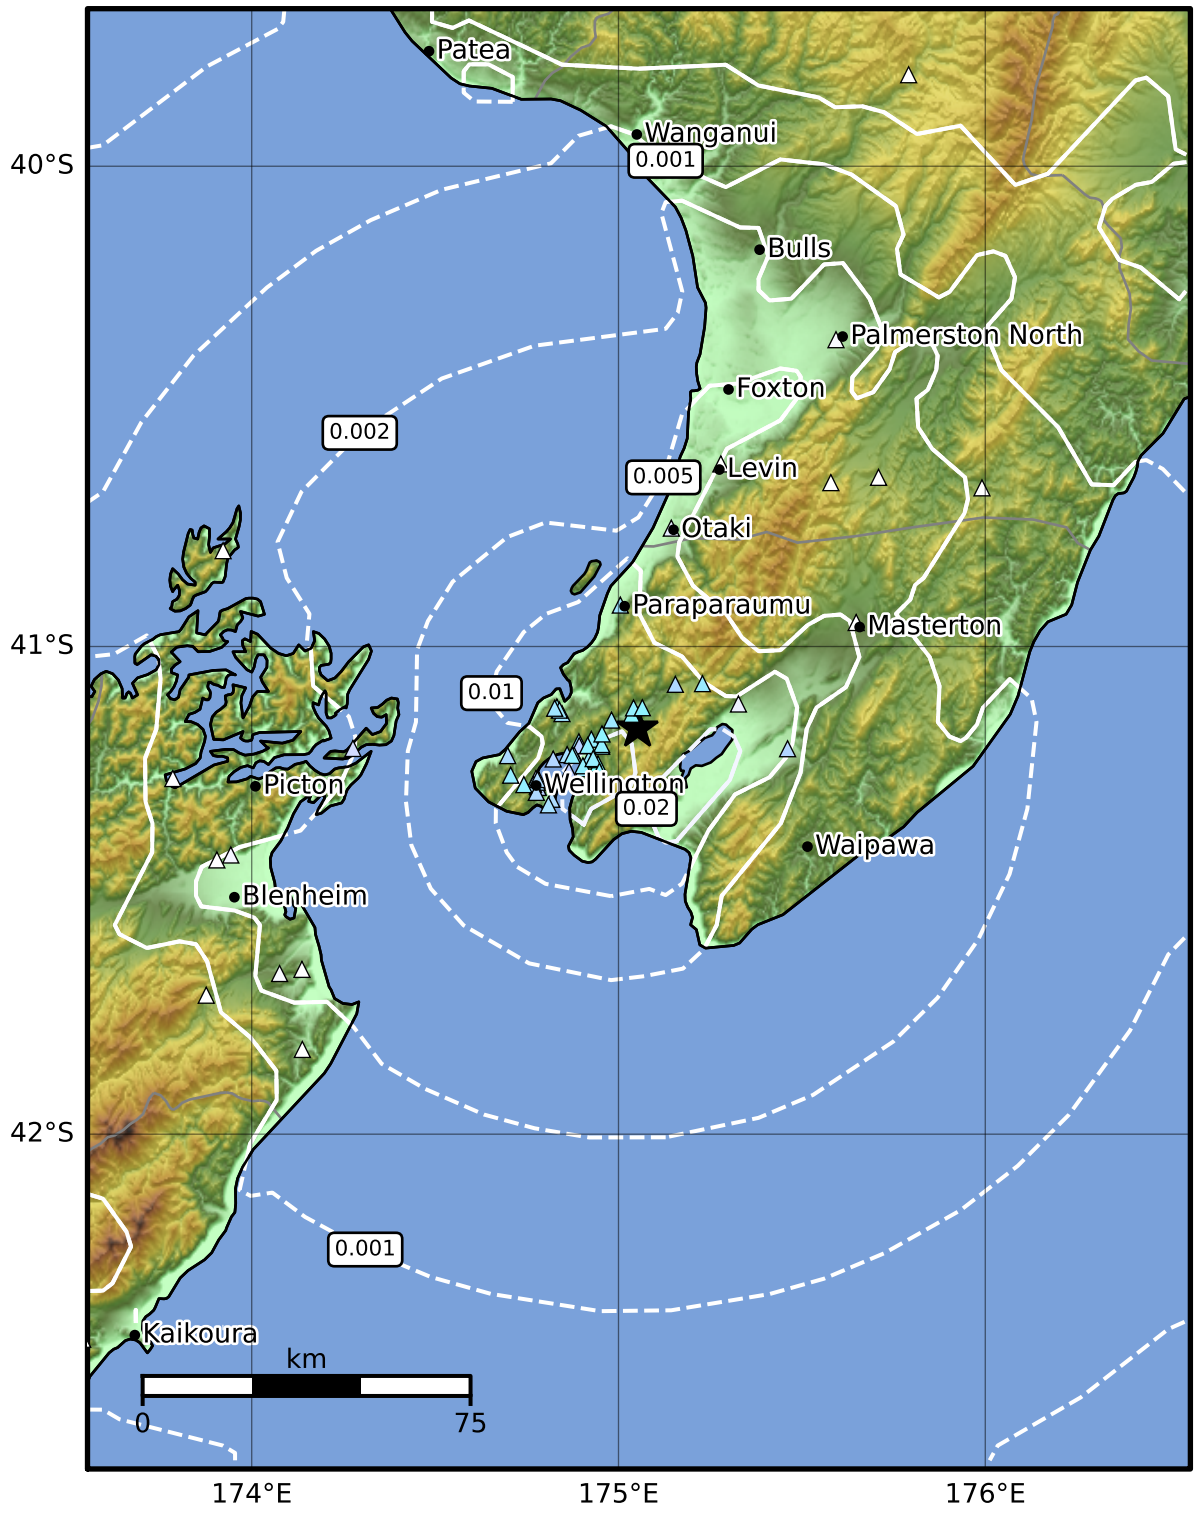 Patea
Wanganui
0.001
40°S
Bulls
Palmerston North
Foxton
0.002
Levin
0.005
Otaki
Paraparaumu
Masterton
41°S
0.01
Picton
Wellington
0.02
Waipawa
Blenheim
42°S
0.001
Kaikoura
km
0
75
174°E
175°E
176°E